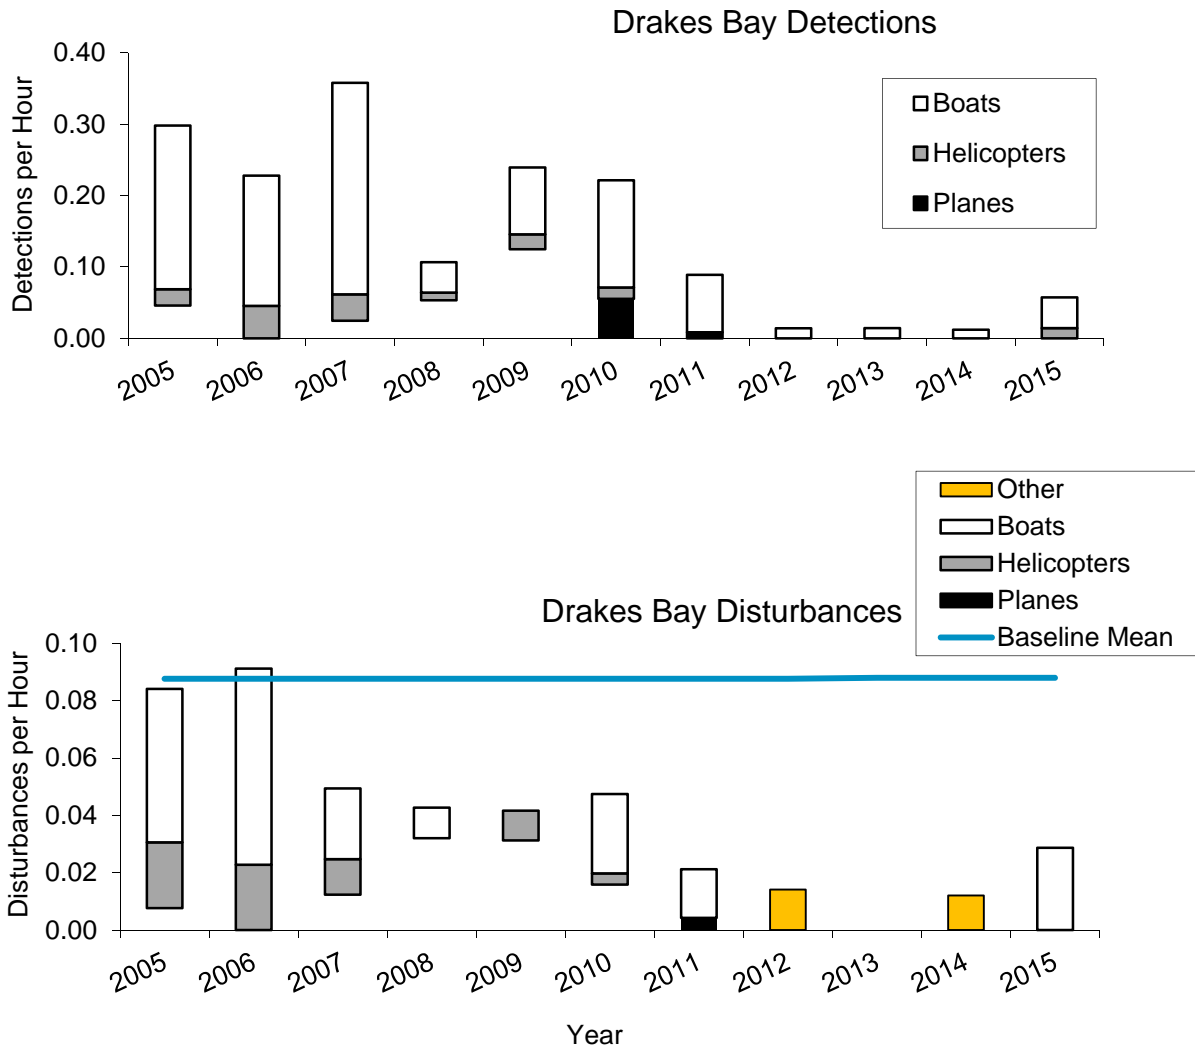 Drakes Bay Detections
0.40
0.30
0.20
0.10
0.00
Detections per Hour
Boats
Helicopters
Planes
2005 2006 2007 2008 2009 2010 2011 2012 2013 2014 2015
Other
Boats
Helicopters
Planes
Baseline Mean
Drakes Bay Disturbances
0.10
0.08
0.06
0.04
0.02
0.00
Disturbances per Hour
2005 2006 2007 2008 2009 2010 2011 2012 2013 2014 2015
Year